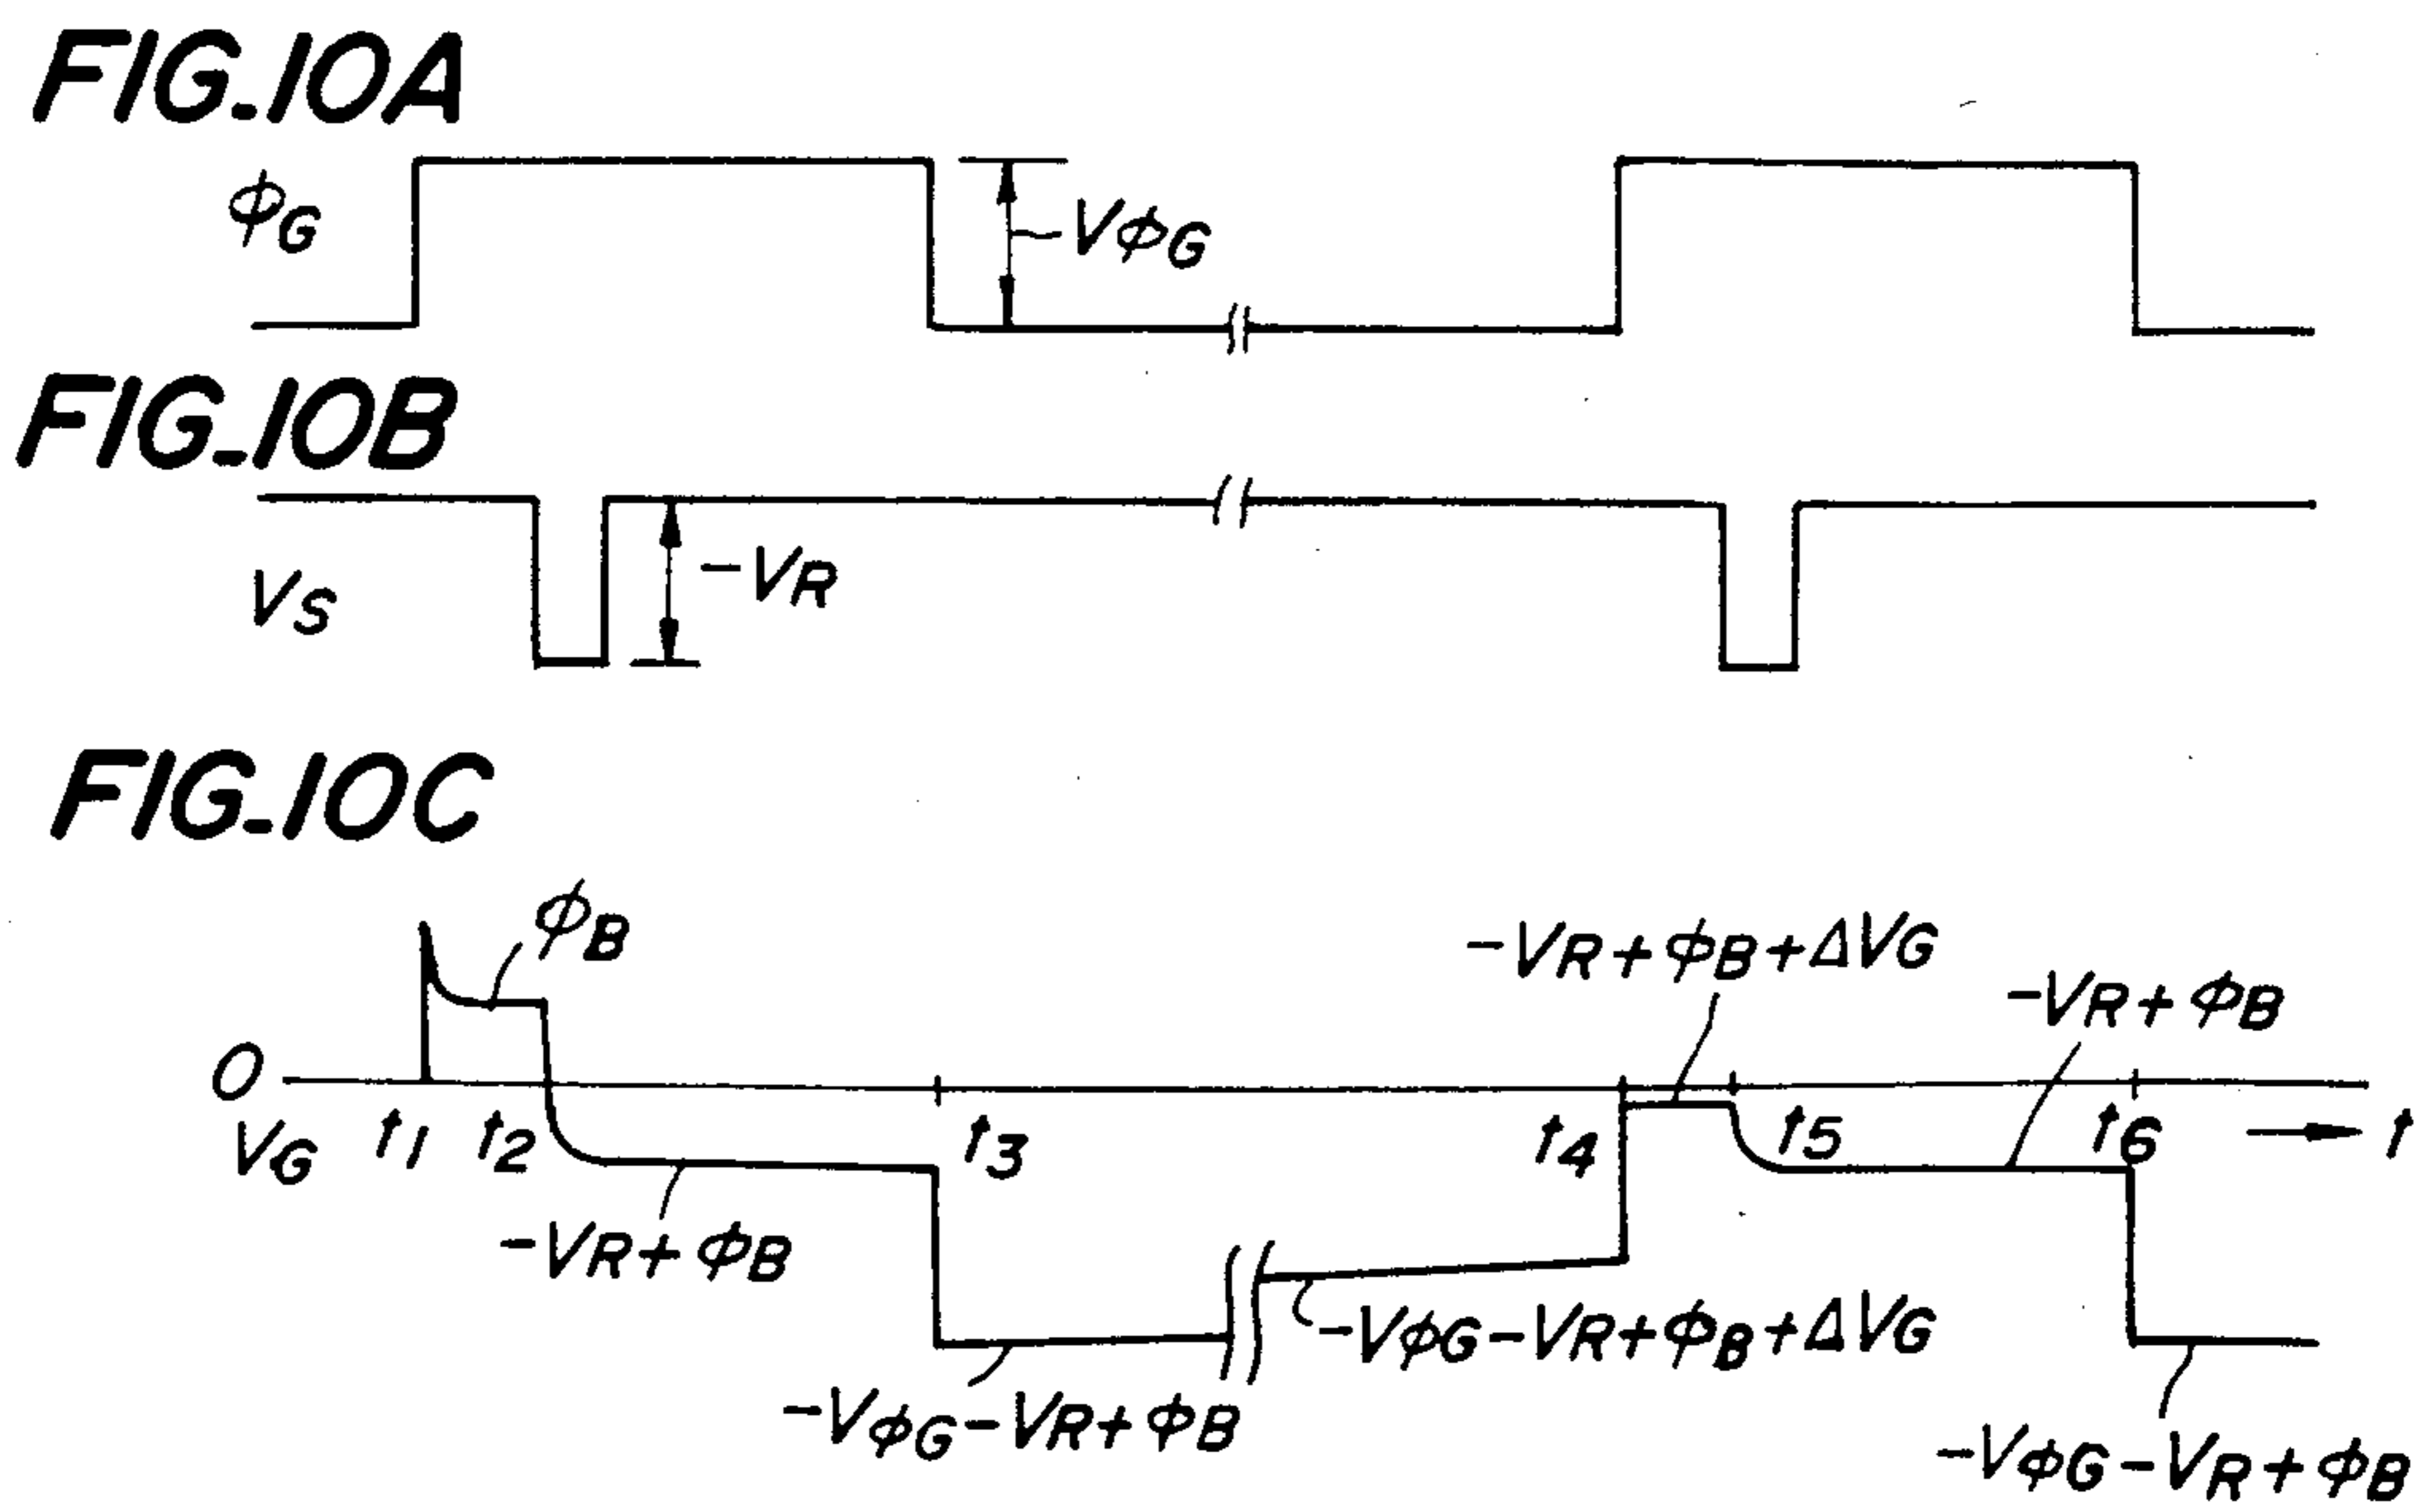 FIG.10A
ϕG
VϕG
FIG.10B
VS
-VR
FIG.10C
ϕB
-VR+ϕB+ΔVG
-VR+ϕB
O
VG
t1
t2
t3
t4
t5
t6
t
-VR+ϕB
-VϕG-VR+ϕB+ΔVG
-VϕG-VR+ϕB
-VϕG-VR+ϕB